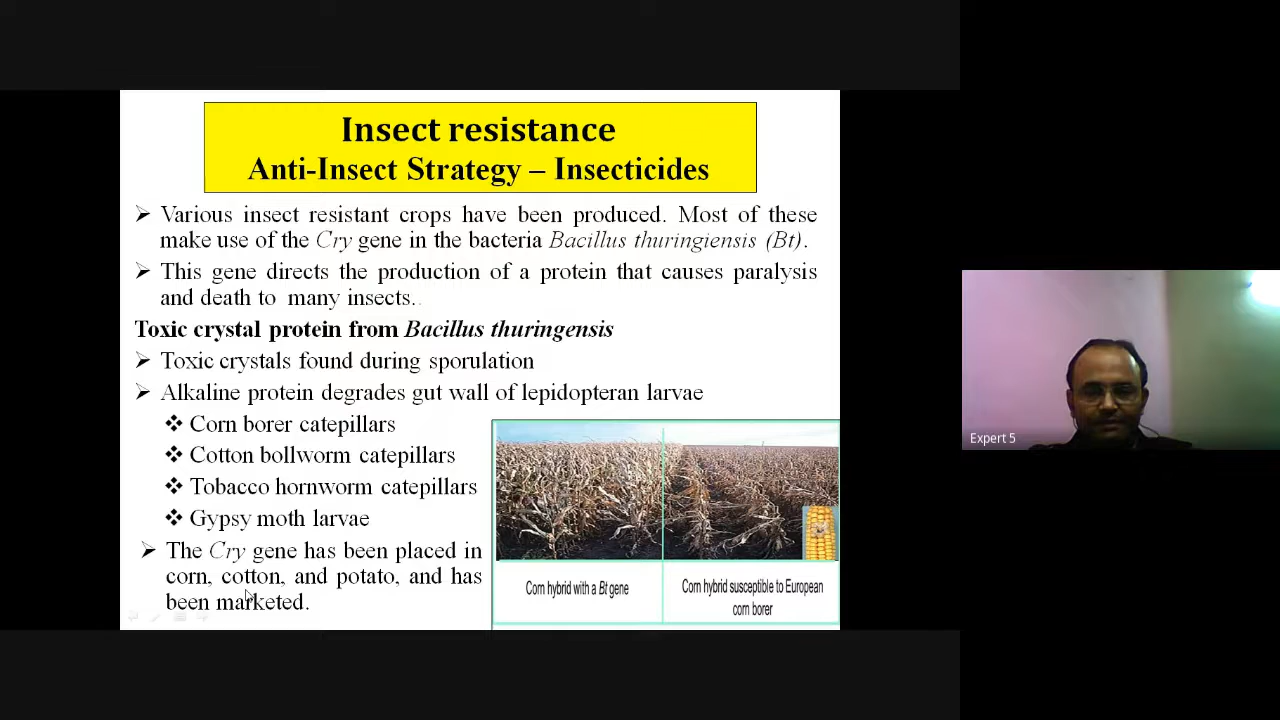 Insect resistance
Anti-Insect Strategy – Insecticides
➢ Various insect resistant crops have been produced. Most of these
make use of the Cry gene in the bacteria Bacillus thuringiensis (Bt).
➢ This gene directs the production of a protein that causes paralysis
and death to many insects.
Toxic crystal protein from Bacillus thuringensis
➢ Toxic crystals found during sporulation
➢ Alkaline protein degrades gut wall of lepidopteran larvae
❖ Corn borer catepillars
❖ Cotton bollworm catepillars
❖ Tobacco hornworm catepillars
❖ Gypsy moth larvae
➢ The Cry gene has been placed in
corn, cotton, and potato, and has
been marketed.
Corn hybrid with a Bt gene
Corn hybrid susceptible to European
corn borer
Expert 5